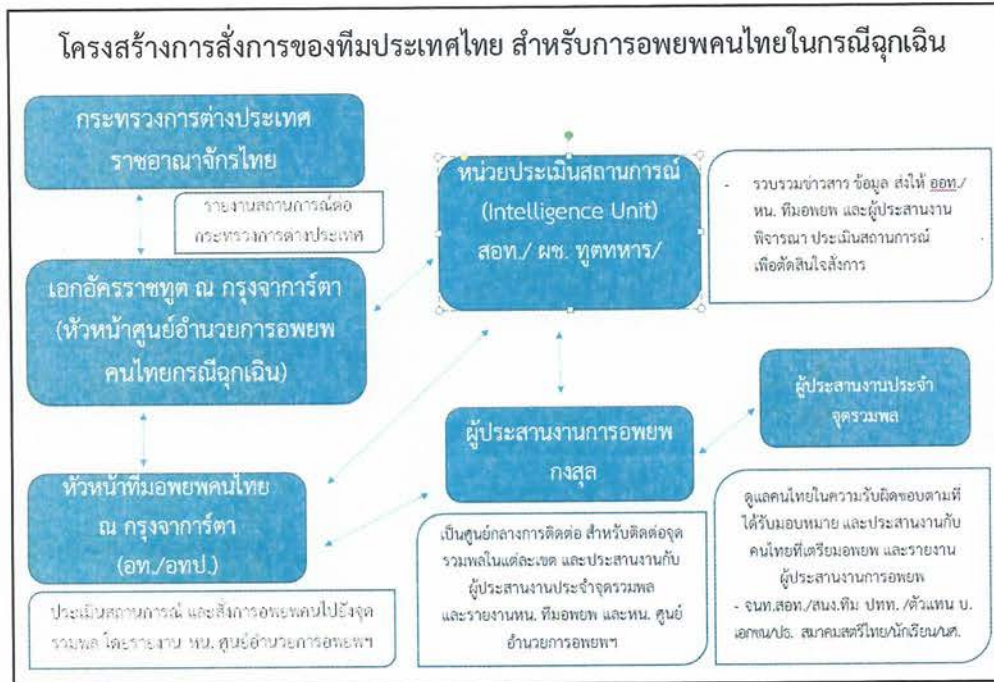 โครงสร้างการสั่งการของทีมประเทศไทย สำหรับการอพยพคนไทยในกรณีฉุกเฉิน
กระทรวงการต่างประเทศ
ราชอาณาจักรไทย
รายงานสถานการณ์ต่อ
กระทรวงการต่างประเทศ
เอกอัครราชทูต ณ กรุงจาการ์ตา
(หัวหน้าศูนย์อำนวยการอพยพ
คนไทยกรณีฉุกเฉิน)
หัวหน้าทีมอพยพคนไทย
ณ กรุงจาการ์ตา
(อท./อทป.)
ประเมินสถานการณ์ และสั่งการอพยพคนไปยังจุด
รวมพล โดยรายงาน หน. ศูนย์อำนวยการอพยพฯ
หน่วยประเมินสถานการณ์
(Intelligence Unit)
สอท./ ผช. ทูตทหาร/
- รวบรวมข่าวสาร ข้อมูล ส่งให้ ออท./
หน. ทีมอพยพ และผู้ประสานงาน
พิจารณา ประเมินสถานการณ์
เพื่อตัดสินใจสั่งการ
ผู้ประสานงานการอพยพ
กงสุล
เป็นศูนย์กลางการติดต่อ สำหรับติดต่อจุด
รวมพลในแต่ละเขต และประสานงานกับ
ผู้ประสานงานประจำจุดรวมพล
และรายงานหน. ทีมอพยพ และหน. ศูนย์
อำนวยการอพยพฯ
ผู้ประสานงานประจำ
จุดรวมพล
ดูแลคนไทยในความรับผิดชอบตามที่
ได้รับมอบหมาย และประสานงานกับ
คนไทยที่เตรียมอพยพ และรายงาน
ผู้ประสานงานการอพยพ
- จนท.สอท./สนง.ทีม ปทท. /ตัวแทน บ.
เอกชน/ปธ. สมาคมสตรีไทย/นักเรียน/นศ.